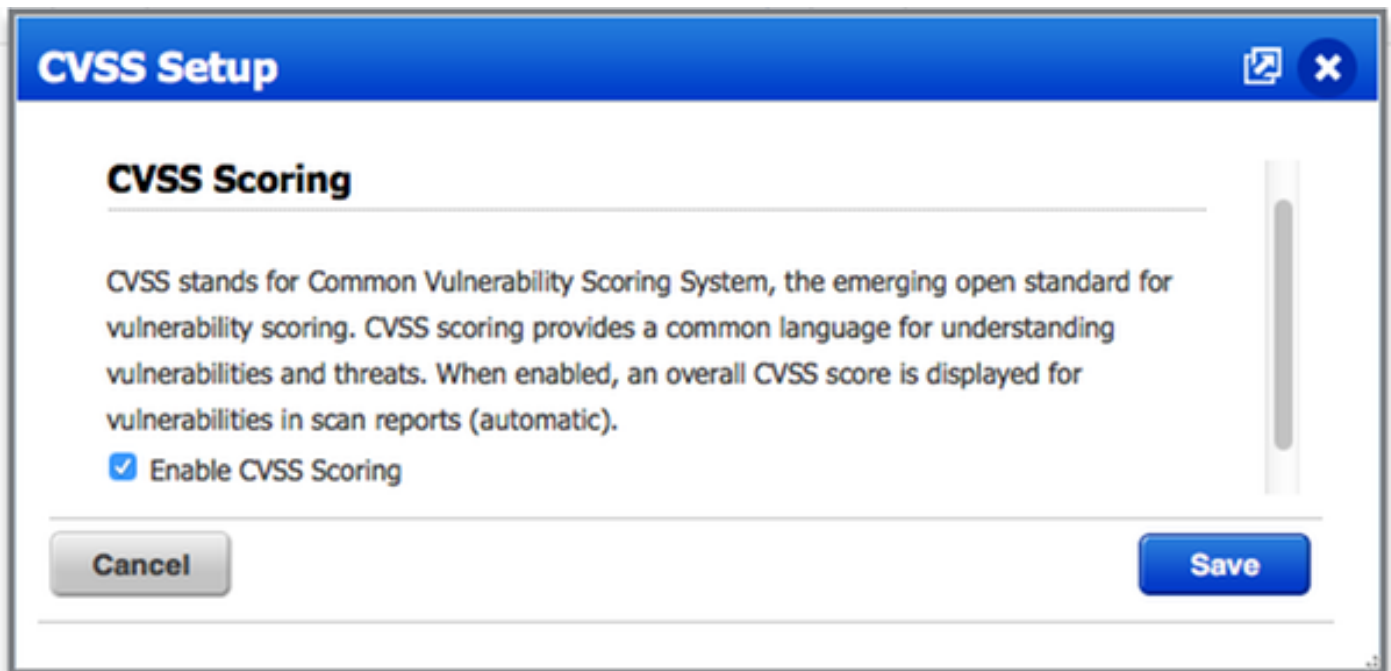 CVSS Setup
CVSS Scoring
CVSS stands for Common Vulnerability Scoring System, the emerging open standard for
vulnerability scoring. CVSS scoring provides a common language for understanding
vulnerabilities and threats. When enabled, an overall CVSS score is displayed for
vulnerabilities in scan reports (automatic).
Enable CVSS Scoring
Cancel
Save